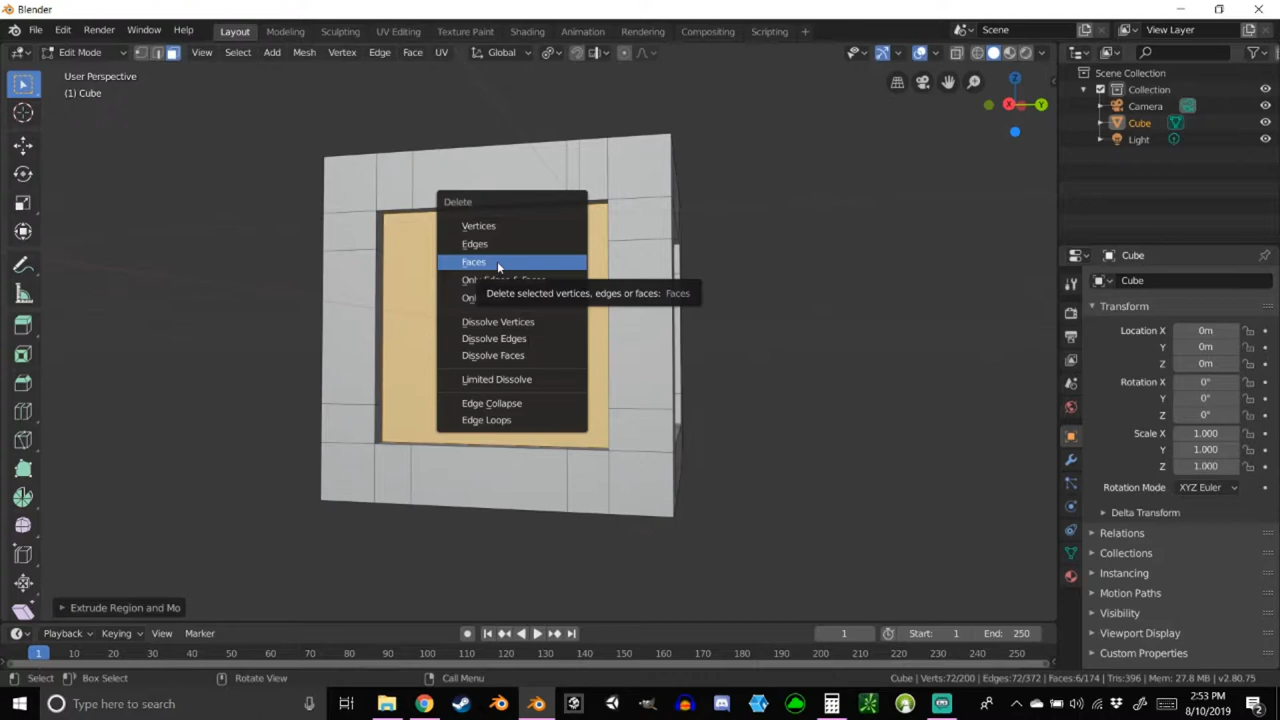 Blender
File Edit Render Window Help Layout Modeling Sculpting UV Editing Texture Paint Shading Animation Rendering Compositing Scripting + Scene View Layer
Edit Mode View Select Add Mesh Vertex Edge Face UV Global
User Perspective
(1) Cube
Z
X
Y
Scene Collection
Collection
Camera
Cube
Light
Delete
Vertices
Edges
Faces
Delete selected vertices, edges or faces: Faces
Dissolve Vertices
Dissolve Edges
Dissolve Faces
Limited Dissolve
Edge Collapse
Edge Loops
Cube
Cube
Transform
Location X 0m
Y 0m
Z 0m
Rotation X 0°
Y 0°
Z 0°
Scale X 1.000
Y 1.000
Z 1.000
Rotation Mode XYZ Euler
Delta Transform
Relations
Collections
Instancing
Motion Paths
Visibility
Viewport Display
Custom Properties
Extrude Region and Mo
Playback Keying View Marker 1 Start: 1 End: 250
1 10 20 30 40 50 60 70 80 90 100 110 120 130 140 150 160 170 180 190 200 210 220 230 240 250
Select Box Select Rotate View Call Menu Cube | Verts:72/200 | Edges:72/372 | Faces:6/174 | Tris:396 | Mem: 27.8 MB | v2.80.75
Type here to search
2:53 PM
8/10/2019
2